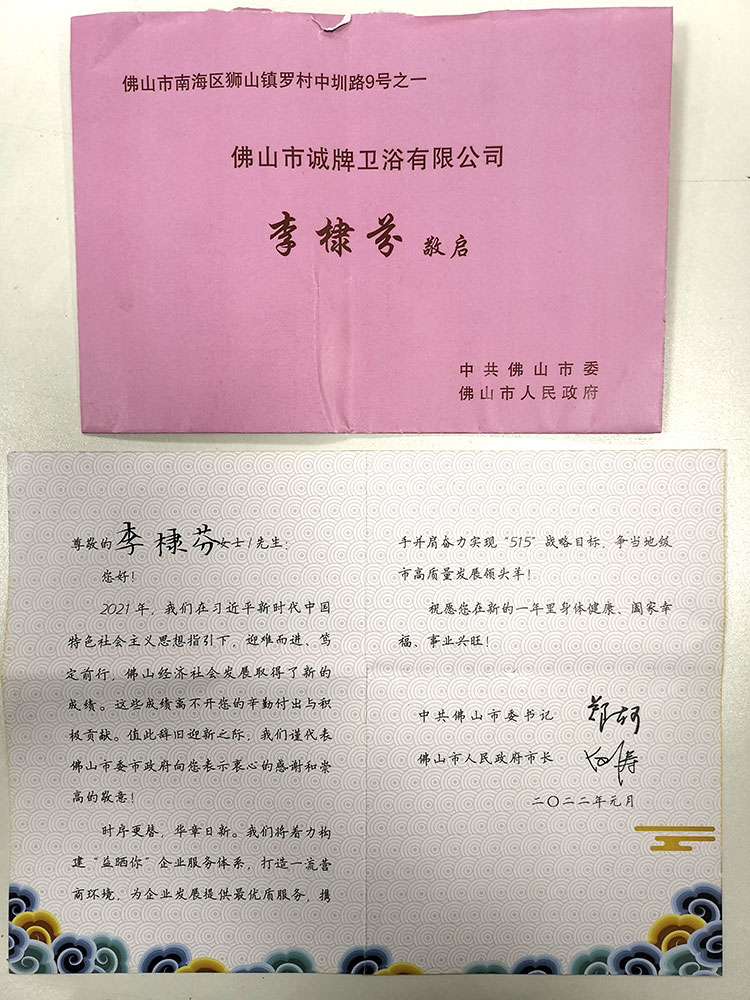 佛山市南海区狮山镇罗村中圳路9号之一
佛山市诚牌卫浴有限公司
李棣芬 敬启
中共佛山市委
佛山市人民政府
尊敬的李棣芬女士/先生：
您好！
2021年，我们在习近平新时代中国
特色社会主义思想指引下，迎难而进、笃
定前行，佛山经济社会发展取得了新的
成绩。这些成绩离不开您的辛勤付出与积
极贡献。值此辞旧迎新之际，我们谨代表
佛山市委市政府向您表示衷心的感谢和崇
高的敬意！
时序更替，华章日新。我们将着力构
建“益晒你”企业服务体系，打造一流营
商环境，为企业发展提供最优质服务，携
手并肩奋力实现“515”战略目标，争当地级
市高质量发展领头羊！
祝愿您在新的一年里身体健康、阖家幸
福、事业兴旺！
中共佛山市委书记 郑轲
佛山市人民政府市长 白涛
二〇二二年元月